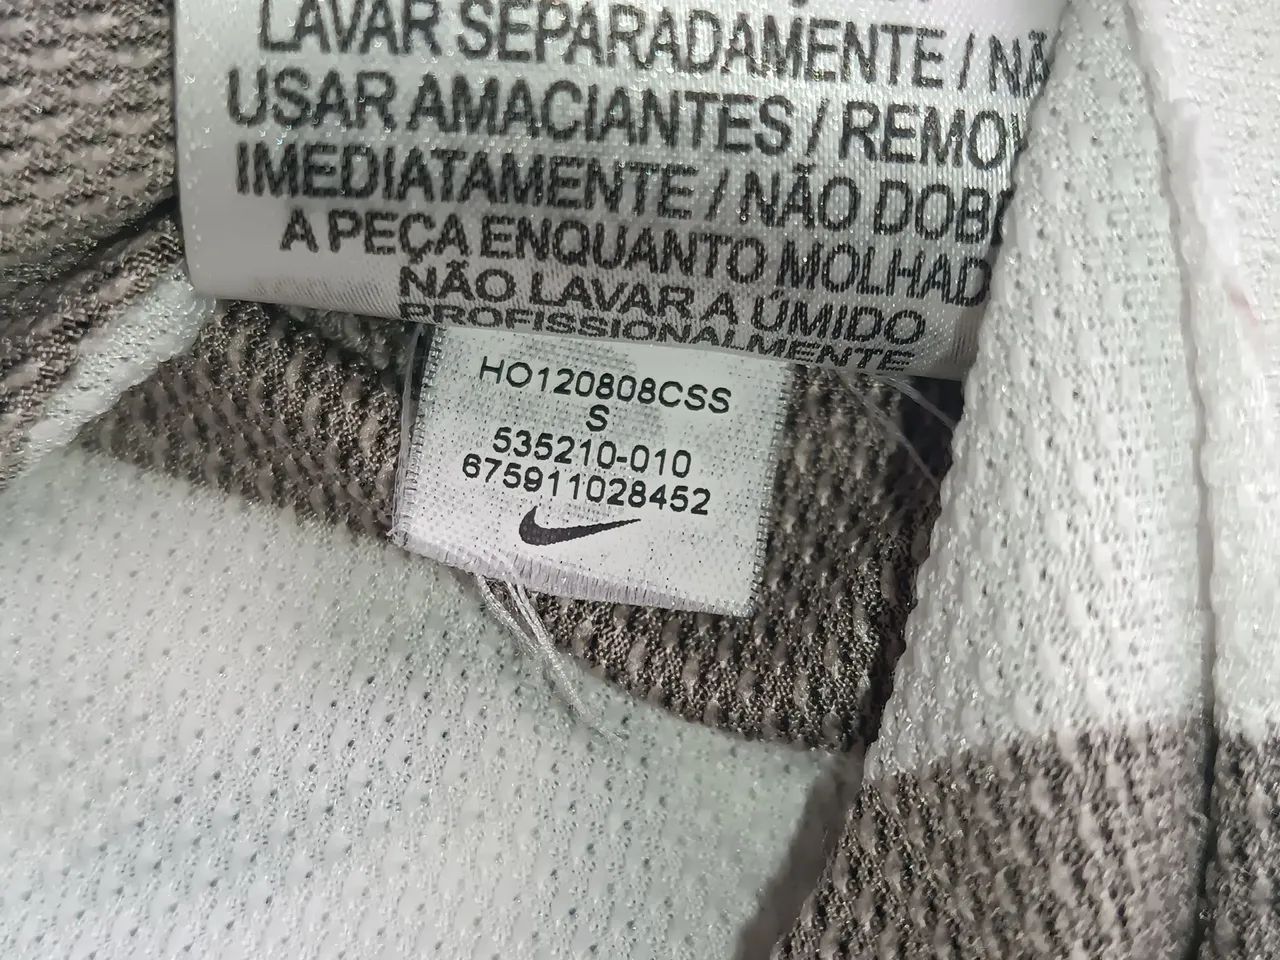 LAVAR SEPARADAMENTE / NÃ
USAR AMACIANTES / REMOV
IMEDIATAMENTE / NÃO DOB
A PEÇA ENQUANTO MOLHAD
NÃO LAVAR A ÚMIDO
PROFISSIONALMENTE
HO120808CSS
S
535210-010
675911028452